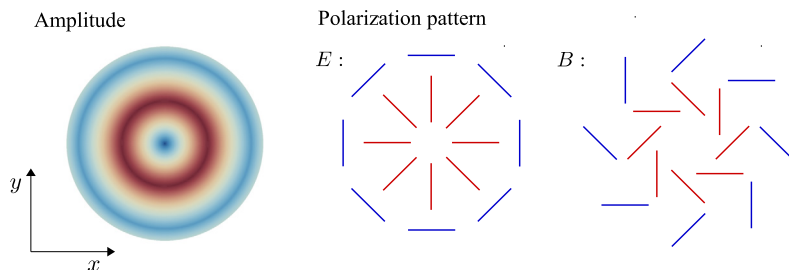 Amplitude
Polarization pattern
E :
B :
y
x